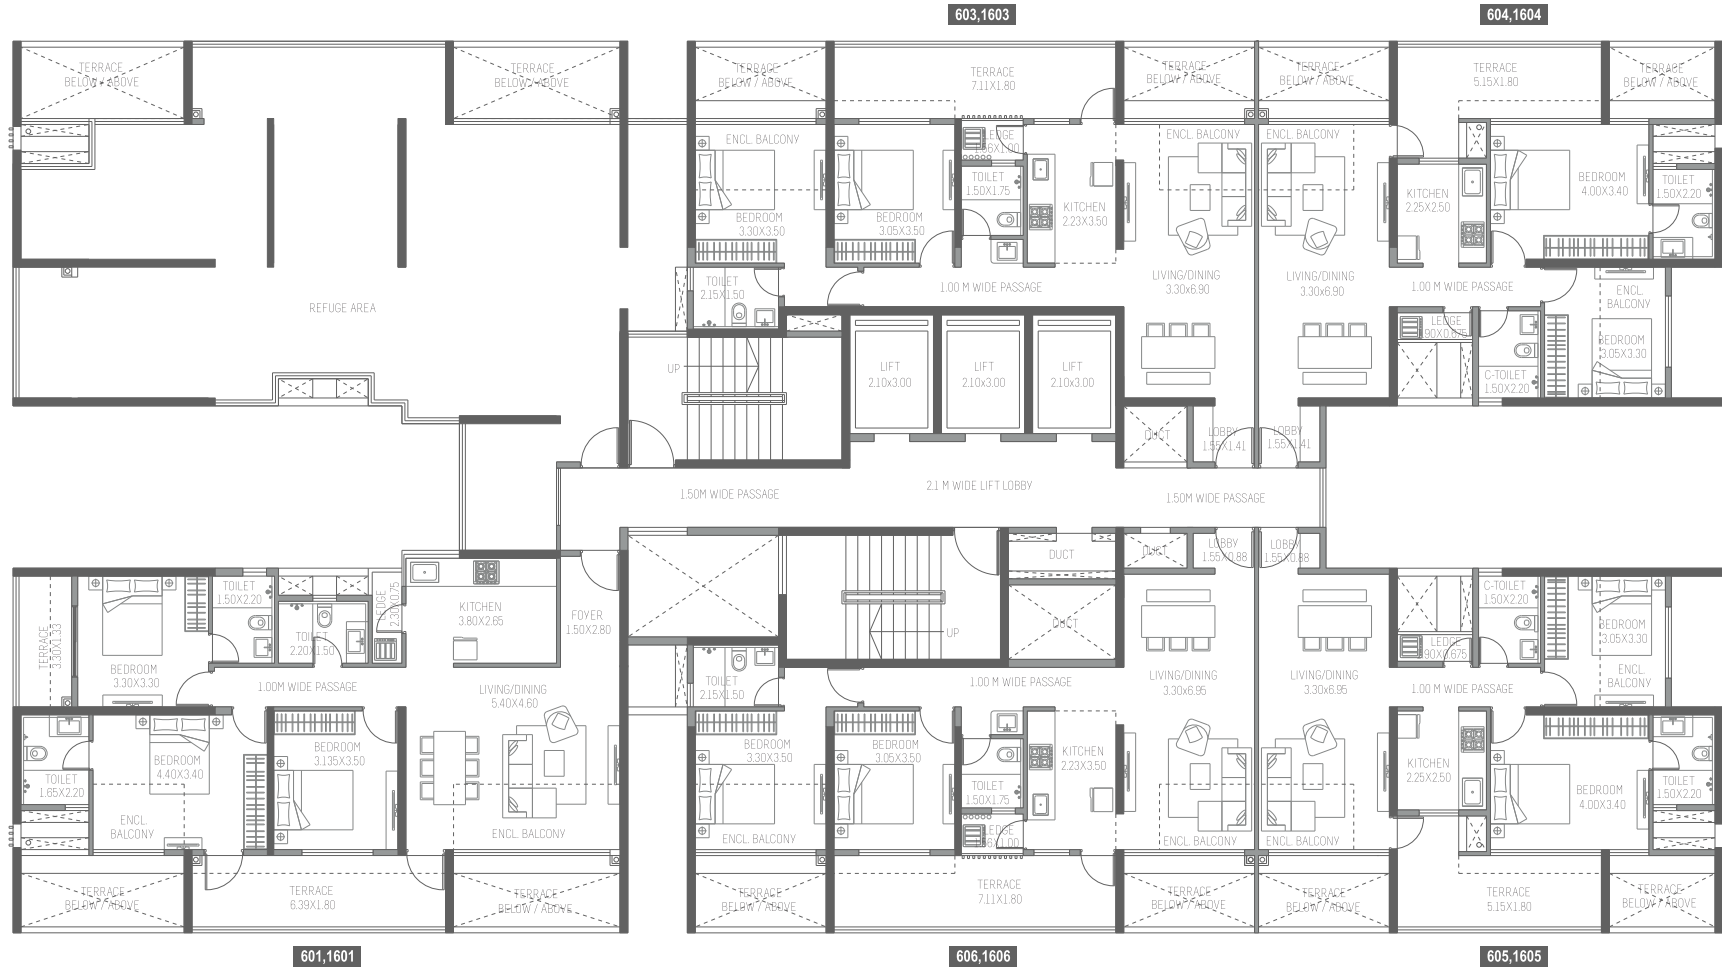 603,1603
604,1604
TERRACE
BELOW / ABOVE
TERRACE
BELOW / ABOVE
TERRACE
BELOW / ABOVE
TERRACE
7.11X1.80
TERRACE
BELOW / ABOVE
TERRACE
BELOW / ABOVE
TERRACE
5.15X1.80
TERRACE
BELOW / ABOVE
ENCL. BALCONY
LEDGE
1.56X1.00
ENCL. BALCONY
ENCL. BALCONY
TOILET
1.50X1.75
KITCHEN
2.23X3.50
KITCHEN
2.25X2.50
BEDROOM
4.00X3.40
TOILET
1.50X2.20
BEDROOM
3.30X3.50
BEDROOM
3.05X3.50
LIVING/DINING
3.30x6.90
LIVING/DINING
3.30x6.90
TOILET
2.15X1.50
1.00 M WIDE PASSAGE
1.00 M WIDE PASSAGE
ENCL.
BALCONY
REFUGE AREA
LEDGE
1.90X0.675
BEDROOM
3.05X3.30
UP
LIFT
2.10x3.00
LIFT
2.10x3.00
LIFT
2.10x3.00
C-TOILET
1.50X2.20
DUCT
LOBBY
1.55X1.41
LOBBY
1.55X1.41
1.50M WIDE PASSAGE
2.1 M WIDE LIFT LOBBY
1.50M WIDE PASSAGE
DUCT
DUCT
LOBBY
1.55X0.88
LOBBY
1.55X0.88
TOILET
1.50X2.20
LEDGE
2.30X0.75
KITCHEN
3.80X2.65
FOYER
1.50X2.80
DUCT
UP
C-TOILET
1.50X2.20
BEDROOM
3.05X3.30
TERRACE
3.30X1.33
TOILET
2.20X1.50
BEDROOM
3.30X3.30
LEDGE
1.90X0.675
ENCL.
BALCONY
1.00M WIDE PASSAGE
LIVING/DINING
5.40X4.60
TOILET
2.15X1.50
1.00 M WIDE PASSAGE
LIVING/DINING
3.30x6.95
LIVING/DINING
3.30x6.95
1.00 M WIDE PASSAGE
BEDROOM
4.40X3.40
BEDROOM
3.135X3.50
BEDROOM
3.30X3.50
BEDROOM
3.05X3.50
KITCHEN
2.23X3.50
KITCHEN
2.25X2.50
BEDROOM
4.00X3.40
TOILET
1.50X2.20
TOILET
1.65X2.20
TOILET
1.50X1.75
ENCL.
BALCONY
ENCL. BALCONY
ENCL. BALCONY
LEDGE
1.56X1.00
ENCL. BALCONY
ENCL. BALCONY
TERRACE
BELOW / ABOVE
TERRACE
6.39X1.80
TERRACE
BELOW / ABOVE
TERRACE
BELOW / ABOVE
TERRACE
7.11X1.80
TERRACE
BELOW / ABOVE
TERRACE
BELOW / ABOVE
TERRACE
5.15X1.80
TERRACE
BELOW / ABOVE
601,1601
606,1606
605,1605